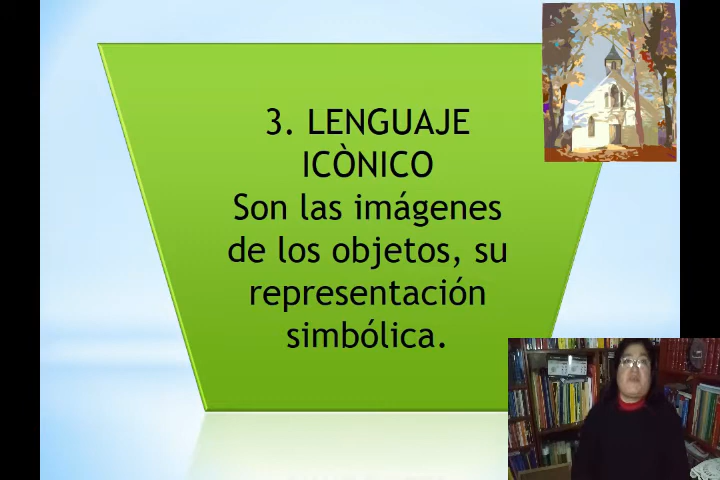 3. LENGUAJE
ICÒNICO
Son las imágenes
de los objetos, su
representación
simbólica.